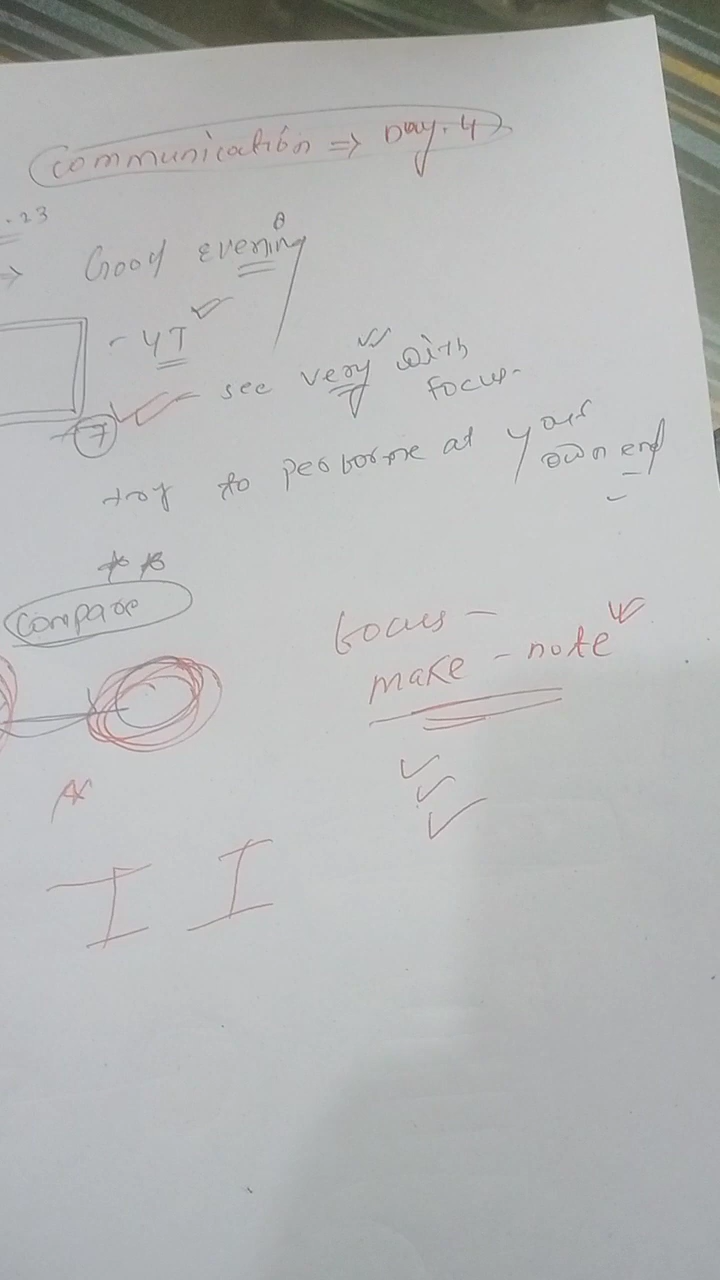 Communication ⇒ Day.4
.23
→ Good evening
- YT
7 see very with
focus.
try to performe at your
own end
Compare
focus -
make - note
I I